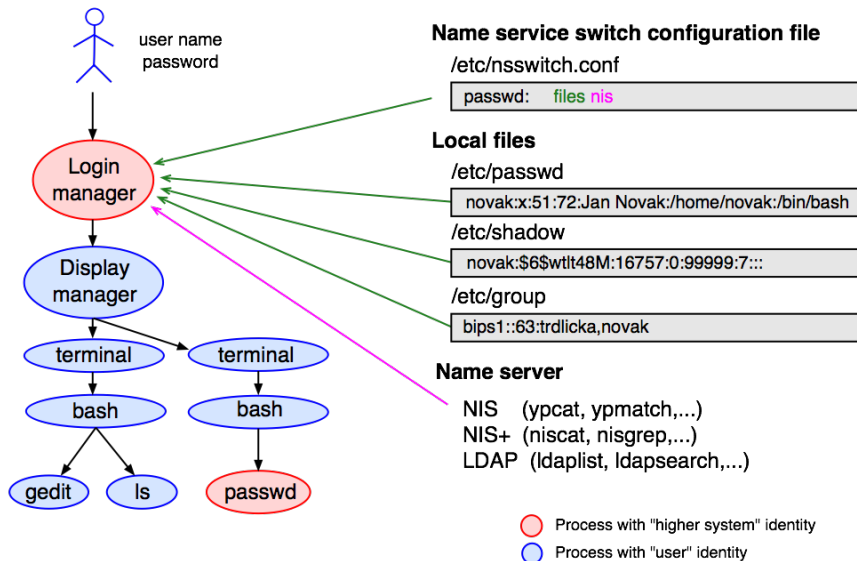 user name
password
Login
manager
Display
manager
terminal
terminal
bash
bash
gedit
ls
passwd
Name service switch configuration file
/etc/nsswitch.conf
passwd: files nis
Local files
/etc/passwd
novak:x:51:72:Jan Novak:/home/novak:/bin/bash
/etc/shadow
novak:$6$wtlt48M:16757:0:99999:7:::
/etc/group
bips1::63:trdlicka,novak
Name server
NIS (ypcat, ypmatch,...)
NIS+ (niscat, nisgrep,...)
LDAP (ldaplist, ldapsearch,...)
Process with "higher system" identity
Process with "user" identity